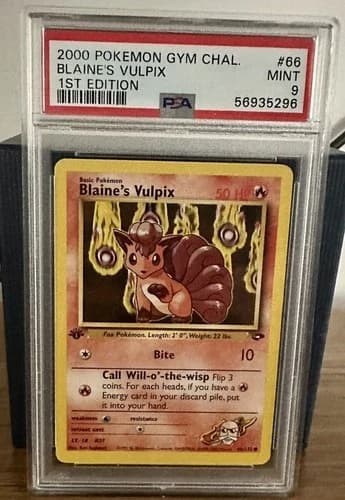 2000 POKEMON GYM CHAL. #66
BLAINE'S VULPIX MINT
1ST EDITION 9
PSA 56935296
Basic Pokémon
Blaine's Vulpix 50 HP
Fox Pokémon. Length: 2' 0", Weight: 22 lbs.
Bite 10
Call Will-o'-the-wisp Flip 3
coins. For each heads, if you have a
Energy card in your discard pile, put
it into your hand.
weakness resistance
retreat cost